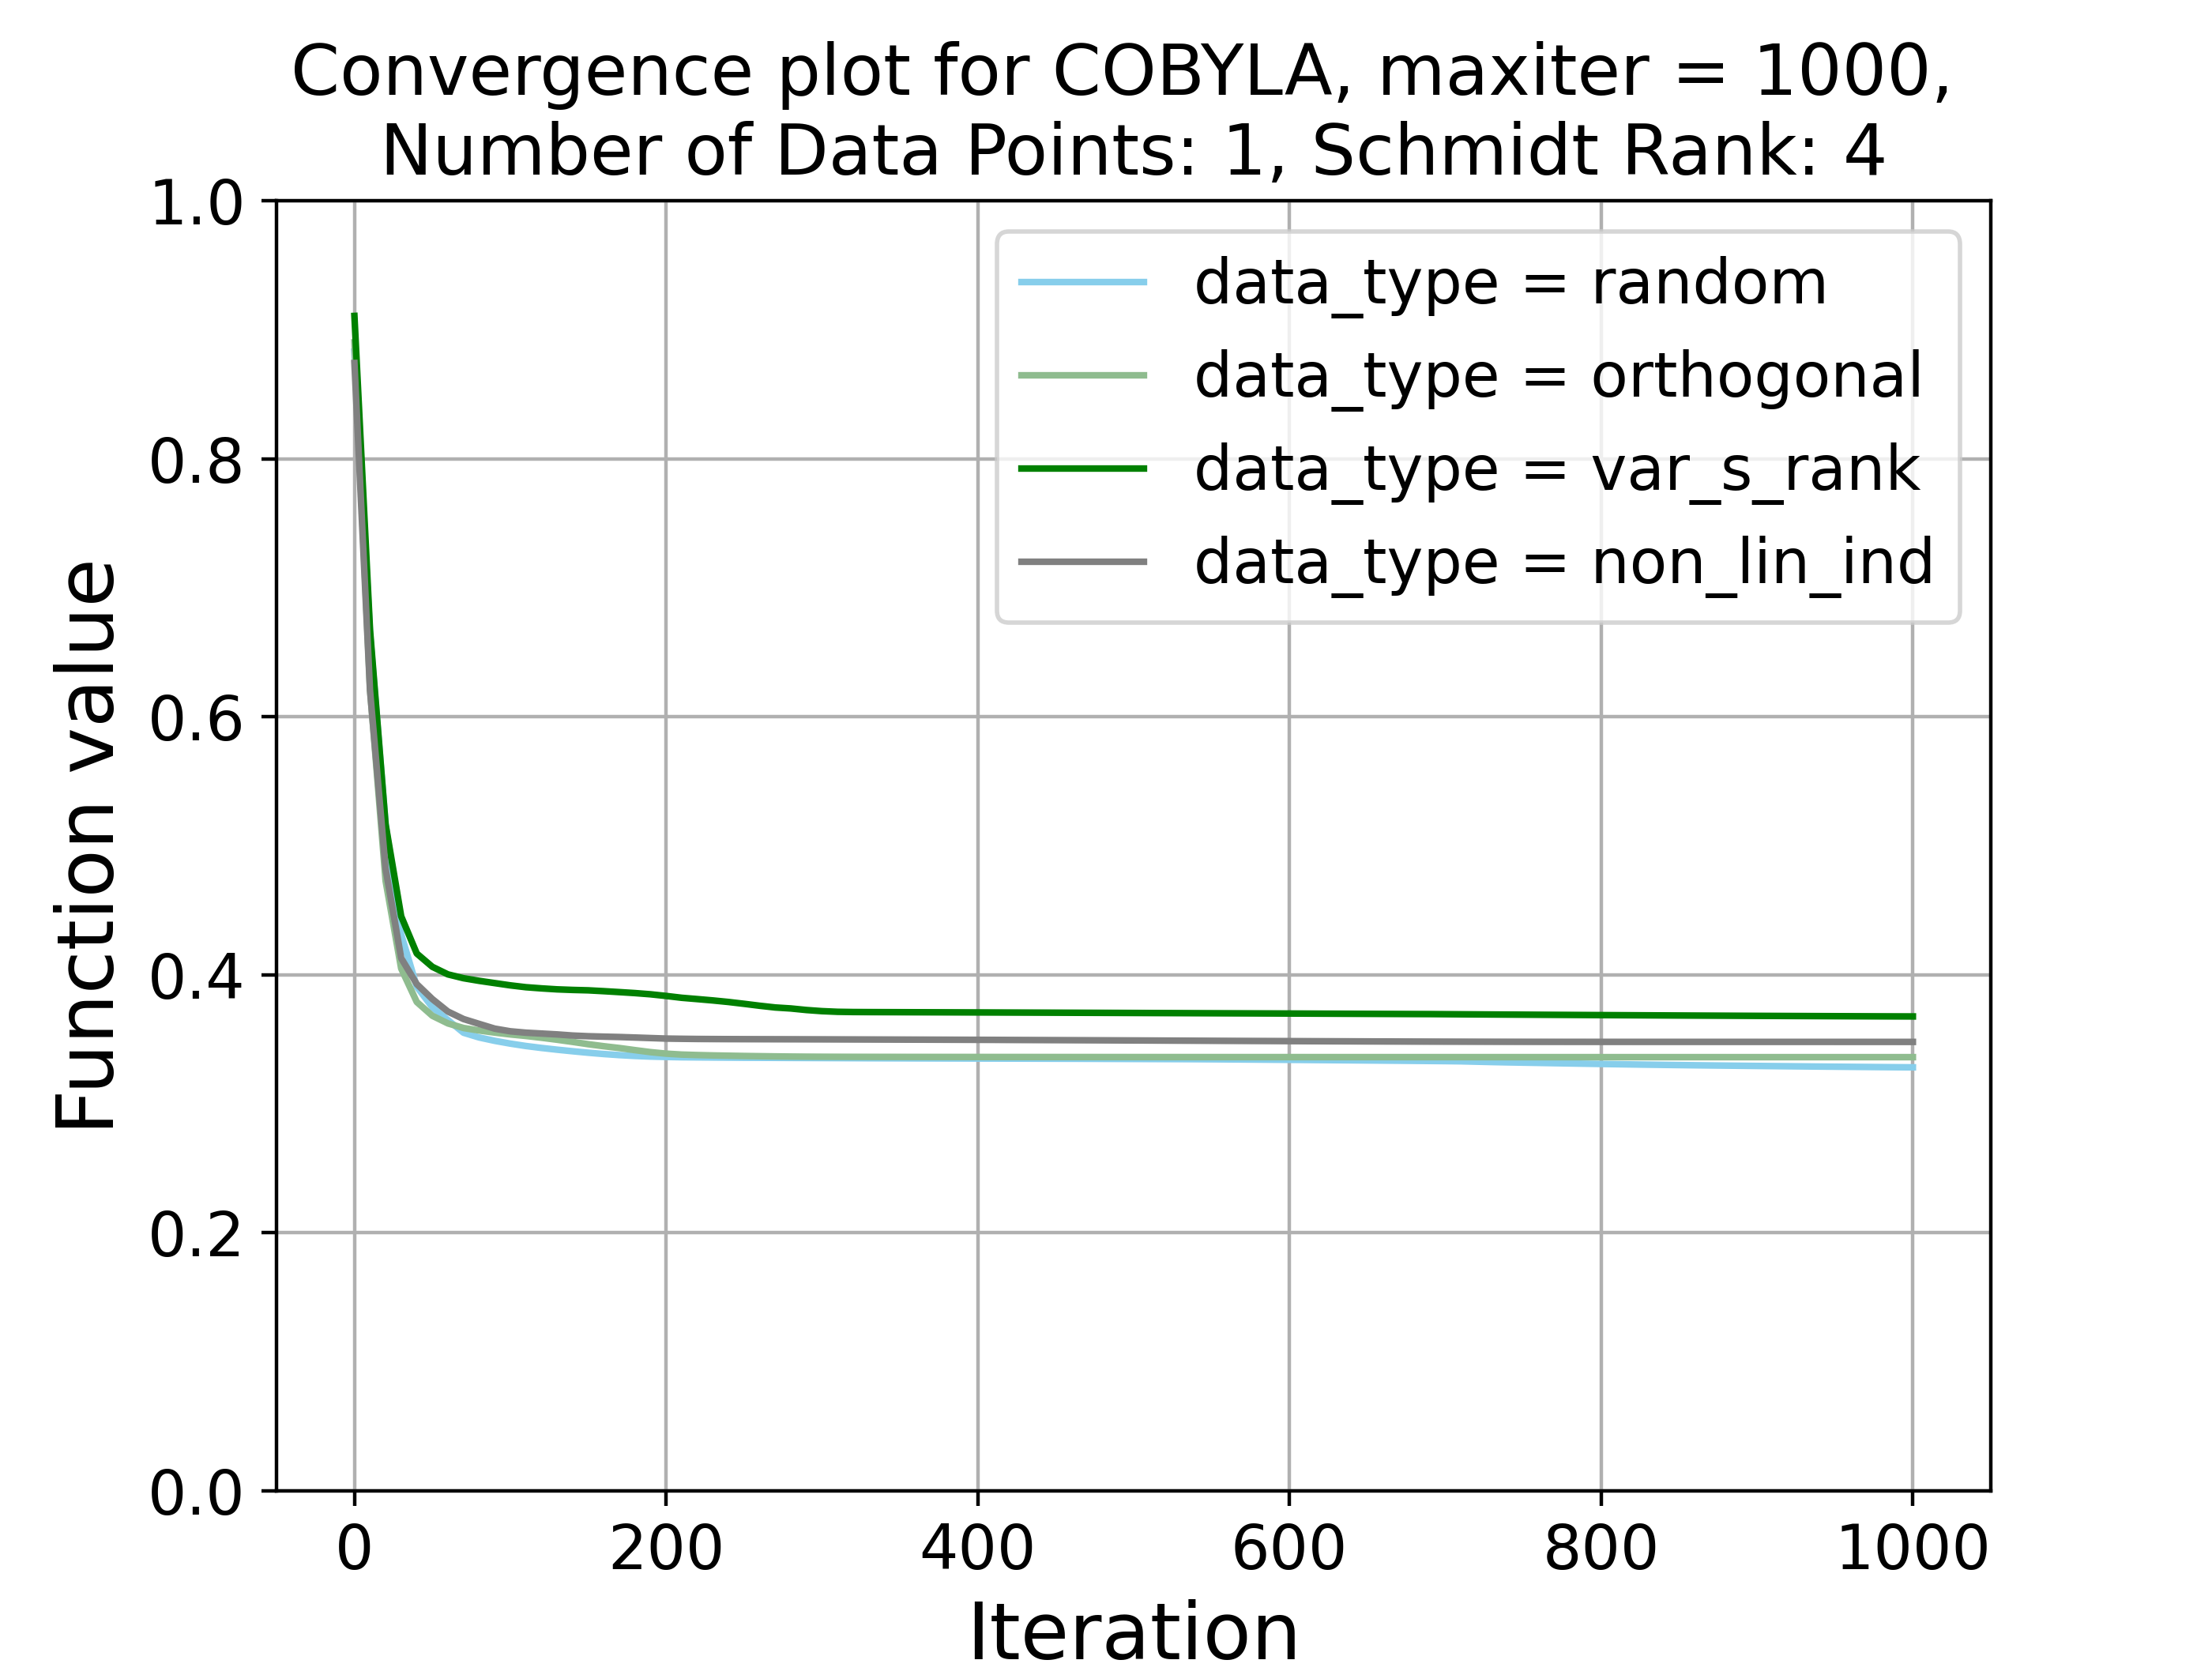 Convergence plot for COBYLA, maxiter = 1000,
Number of Data Points: 1, Schmidt Rank: 4
1.0
0.8
0.6
0.4
0.2
0.0
Function value
data_type = random
data_type = orthogonal
data_type = var_s_rank
data_type = non_lin_ind
0 200 400 600 800 1000
Iteration